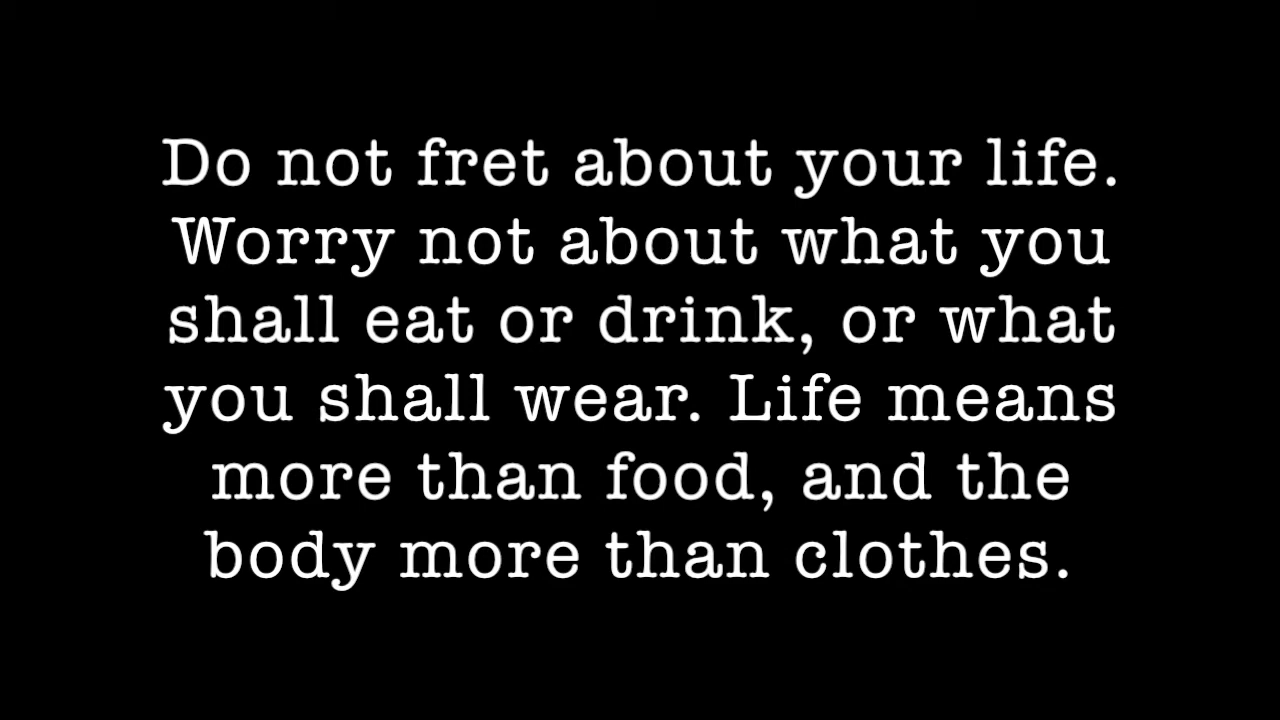 Do not fret about your life.
Worry not about what you
shall eat or drink, or what
you shall wear. Life means
more than food, and the
body more than clothes.